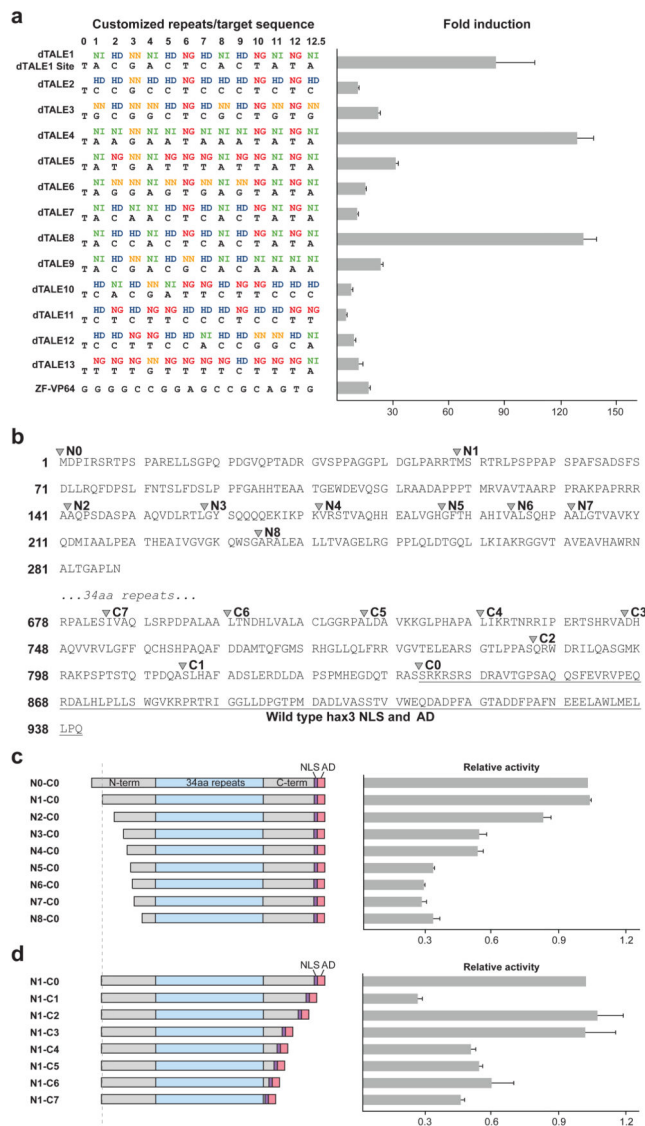 a
Customized repeats/target sequence
Fold induction
0 1 2 3 4 5 6 7 8 9 10 11 12 12.5
dTALE1 NI HD NN NI HD NG HD NI HD NG NI NG NI
dTALE1 Site T A C G A C T C A C T A T A
dTALE2 HD HD NN HD HD NG HD HD HD NG HD NG HD
T C C G C C T C C C T C T C
dTALE3 NN HD NN NN HD NG HD NN HD NG NN NG NN
T G C G G C T C G C T G T G
dTALE4 NI NI NN NI NI NG NI NI NI NG NI NG NI
T A A G A A T A A A T A T A
dTALE5 NI NG NN NI NG NG NG NI NG NG NI NG NI
T A T G A T T T A T T A T A
dTALE6 NI NN NN NI NN NG NN NI NN NG NI NG NI
T A G G A G T G A G T A T A
dTALE7 NI HD NI NI HD NG HD NI HD NG NI NG NI
T A C A A C T C A C T A T A
dTALE8 NI HD HD NI HD NG HD NI HD NG NI NG NI
T A C C A C T C A C T A T A
dTALE9 NI HD NN NI HD NN HD NI HD NI NI NI NI
T A C G A C G C A C A A A A
dTALE10 HD NI HD NN NI NG NG HD NG NG HD HD HD
T C A C G A T T C T T C C C
dTALE11 HD NG HD NG NG HD HD HD NG HD HD NG NG
T C T C T T C C C T C C T T
dTALE12 HD HD NG NG HD HD NI HD HD NN NN HD NI
T C C T T C C A C C G G C A
dTALE13 NG NG NG NN NG NG NG NG HD NG NG NG NI
T T T T G T T T T C T T T A
ZF-VP64 G G G G C C G G A G C C G C A G T G
30 60 90 120 150
b
N0 N1
1 MDPIRSRTPS PARELLSGPQ PDGVQPTADR GVSPPAGGPL DGLPARRTMS RTRLPSPPAP SPAFSADSFS
71 DLLRQFDPSL FNTSLFDSLP PFGAHHTEAA TGEWDEVQSG LRAADAPPPT MRVAVTAARP PRAKPAPRRR
N2 N3 N4 N5 N6 N7
141 AAQPSDASPA AQVDLRTLGY SQQQQEKIKP KVRSTVAQHH EALVGHGFTH AHIVALSQHP AALGTVAVKY
N8
211 QDMIAALPEA THEAIVGVGK QWSGARALEA LLTVAGELRG PPLQLDTGQL LKIAKRGGVT AVEAVHAWRN
281 ALTGAPLN
...34aa repeats...
C7 C6 C5 C4 C3
678 RPALESIVAQ LSRPDPALAA LTNDHLVALA CLGGRPALDA VKKGLPHAPA LIKRTNRRIP ERTSHRVADH
C2
748 AQVVRVLGFF QCHSHPAQAF DDAMTQFGMS RHGLLQLFRR VGVTELEARS GTLPPASQRW DRILQASGMK
C1 C0
798 RAKPSPTSTQ TPDQASLHAF ADSLERDLDA PSPMHEGDQT RASSRKRSRS DRAVTGPSAQ QSFEVRVPEQ
868 RDALHLPLLS WGVKRPRTRI GGLLDPGTPM DADLVASSTV VWEQDADPFA GTADDFPAFN EEELAWLMEL
Wild type hax3 NLS and AD
938 LPQ
c
NLS AD
Relative activity
N0-C0 N-term 34aa repeats C-term
N1-C0
N2-C0
N3-C0
N4-C0
N5-C0
N6-C0
N7-C0
N8-C0
0.3 0.6 0.9 1.2
d
NLS AD
Relative activity
N1-C0
N1-C1
N1-C2
N1-C3
N1-C4
N1-C5
N1-C6
N1-C7
0.3 0.6 0.9 1.2